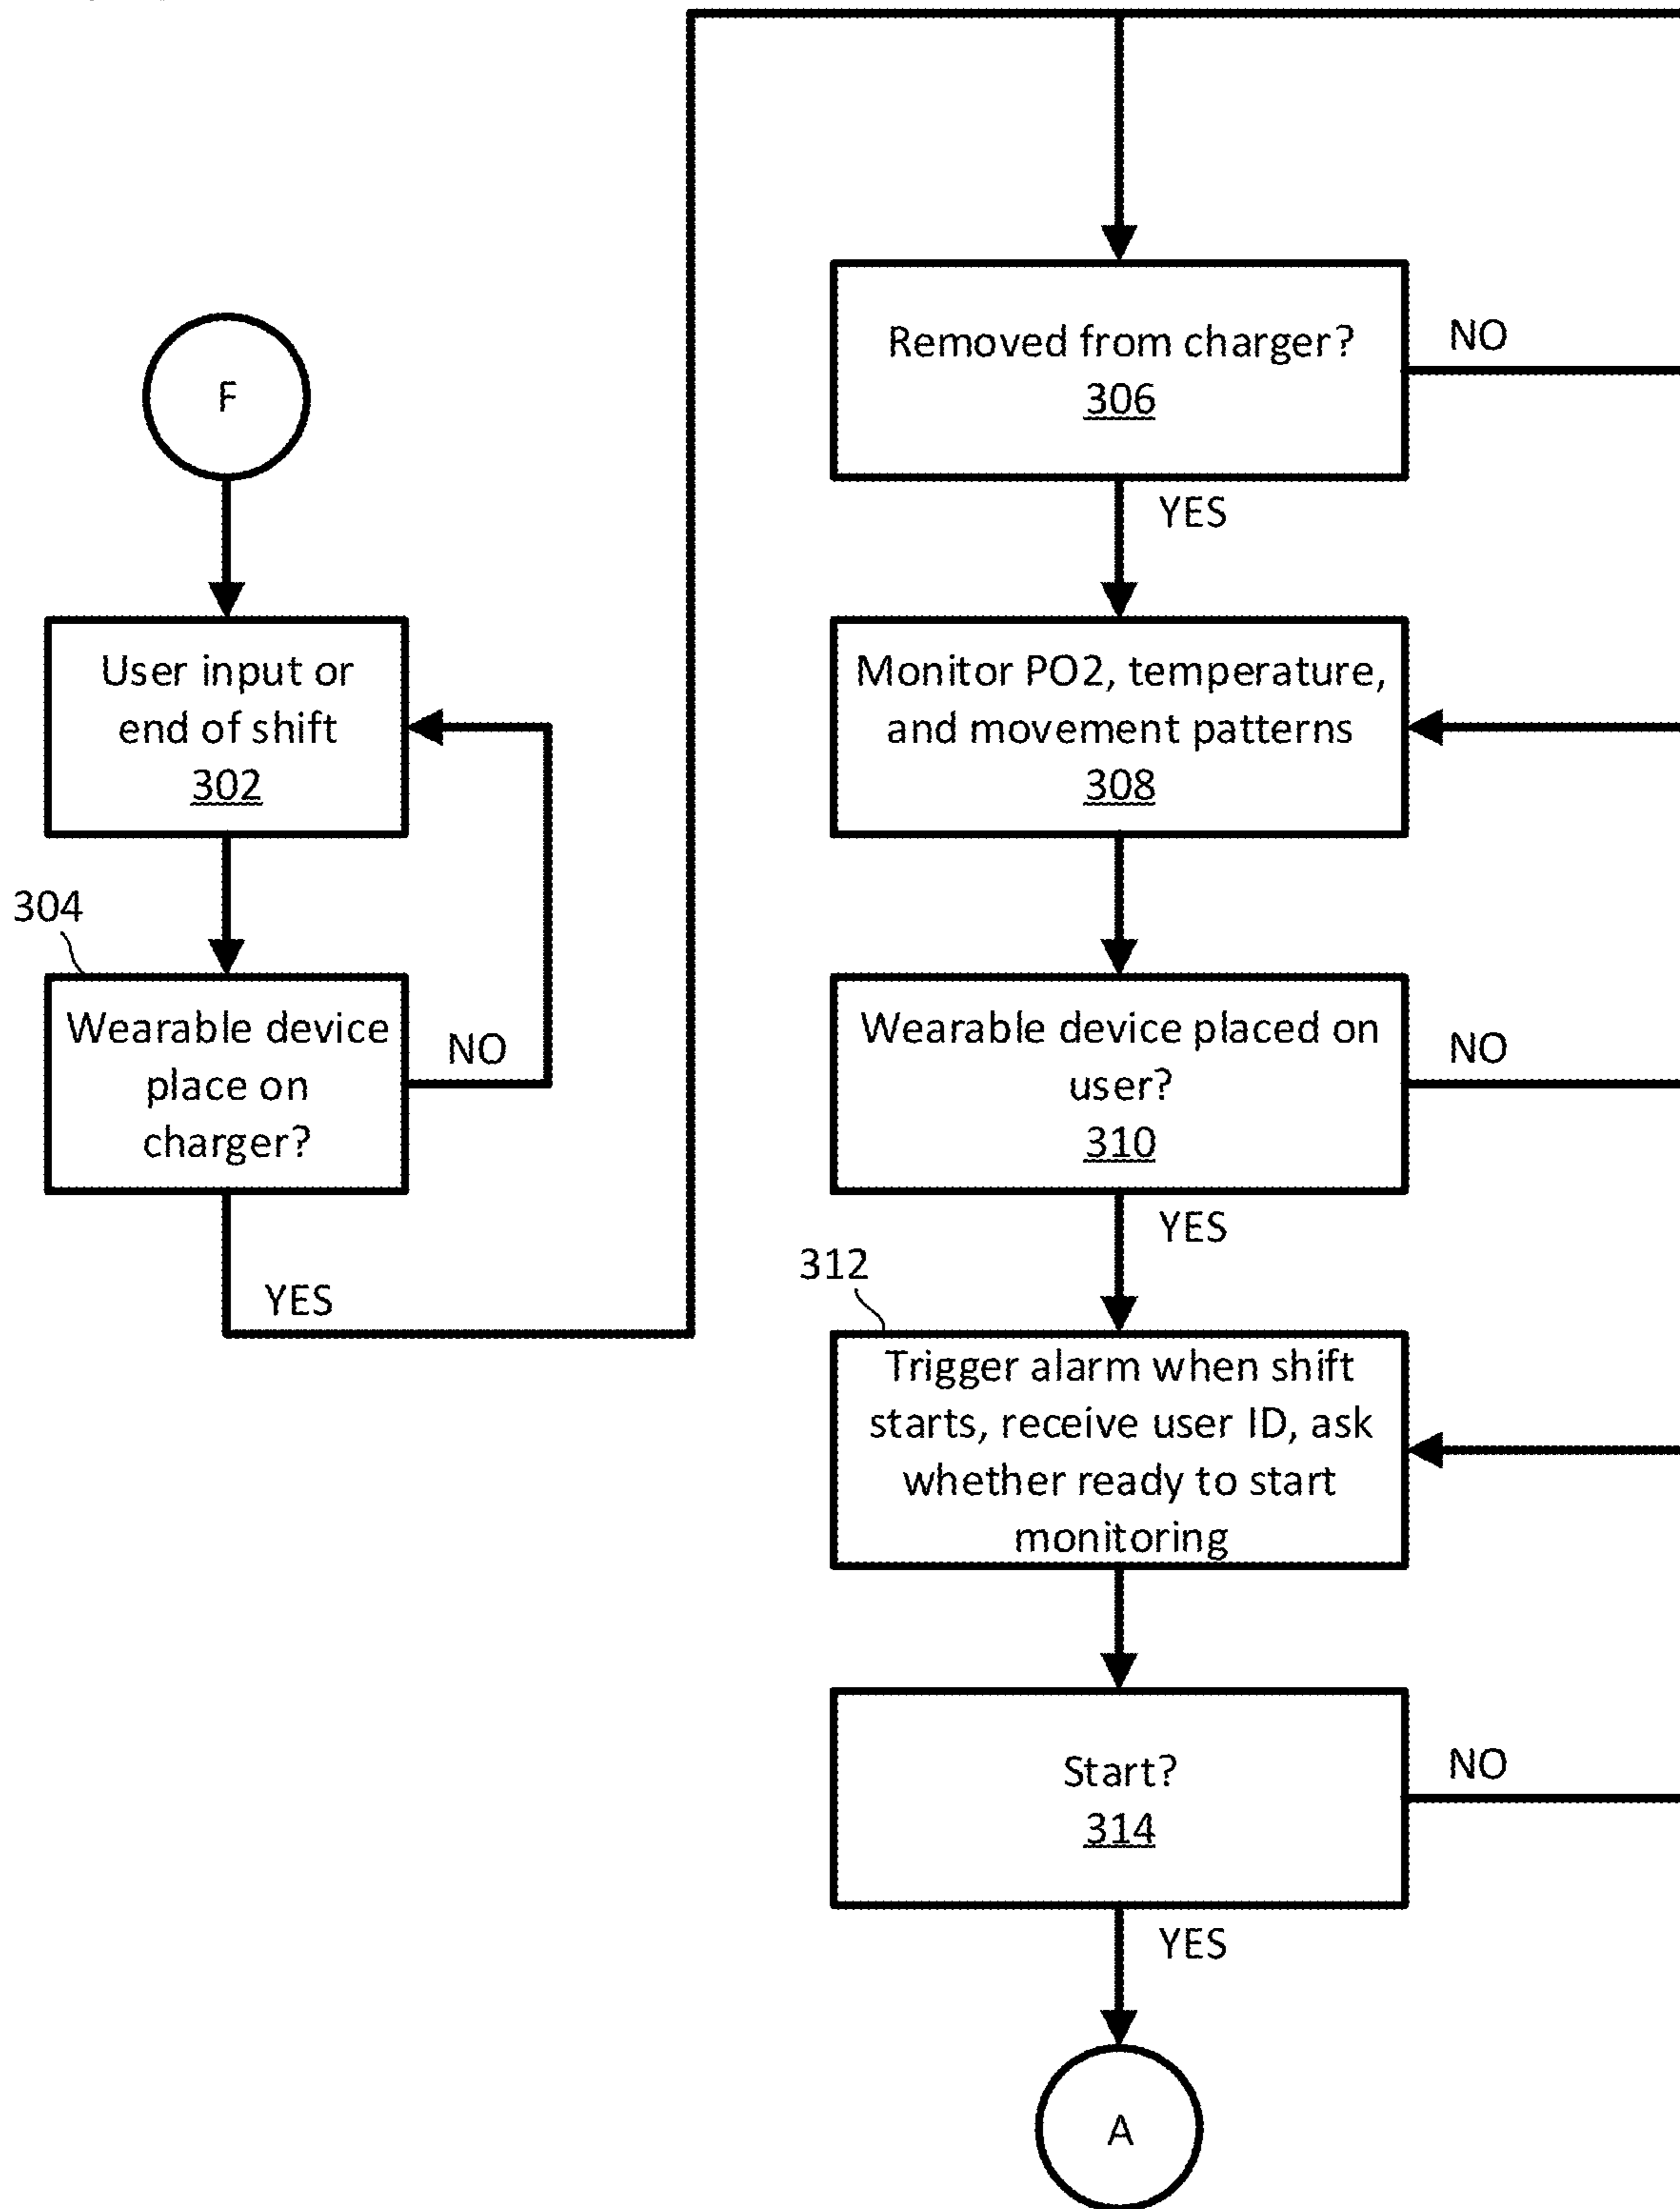 F
User input or
end of shift
302
304
Wearable device
place on
charger?
NO
YES
Removed from charger?
306
NO
YES
Monitor PO2, temperature,
and movement patterns
308
Wearable device placed on
user?
310
NO
YES
312
Trigger alarm when shift
starts, receive user ID, ask
whether ready to start
monitoring
Start?
314
NO
YES
A